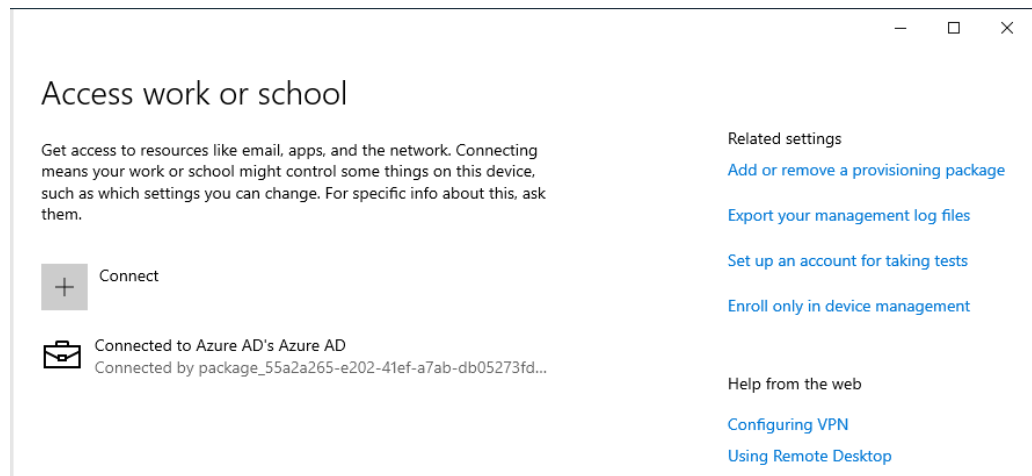 Access work or school
Get access to resources like email, apps, and the network. Connecting
means your work or school might control some things on this device,
such as which settings you can change. For specific info about this, ask
them.
Connect
Connected to Azure AD's Azure AD
Connected by package_55a2a265-e202-41ef-a7ab-db05273fd...
Related settings
Add or remove a provisioning package
Export your management log files
Set up an account for taking tests
Enroll only in device management
Help from the web
Configuring VPN
Using Remote Desktop